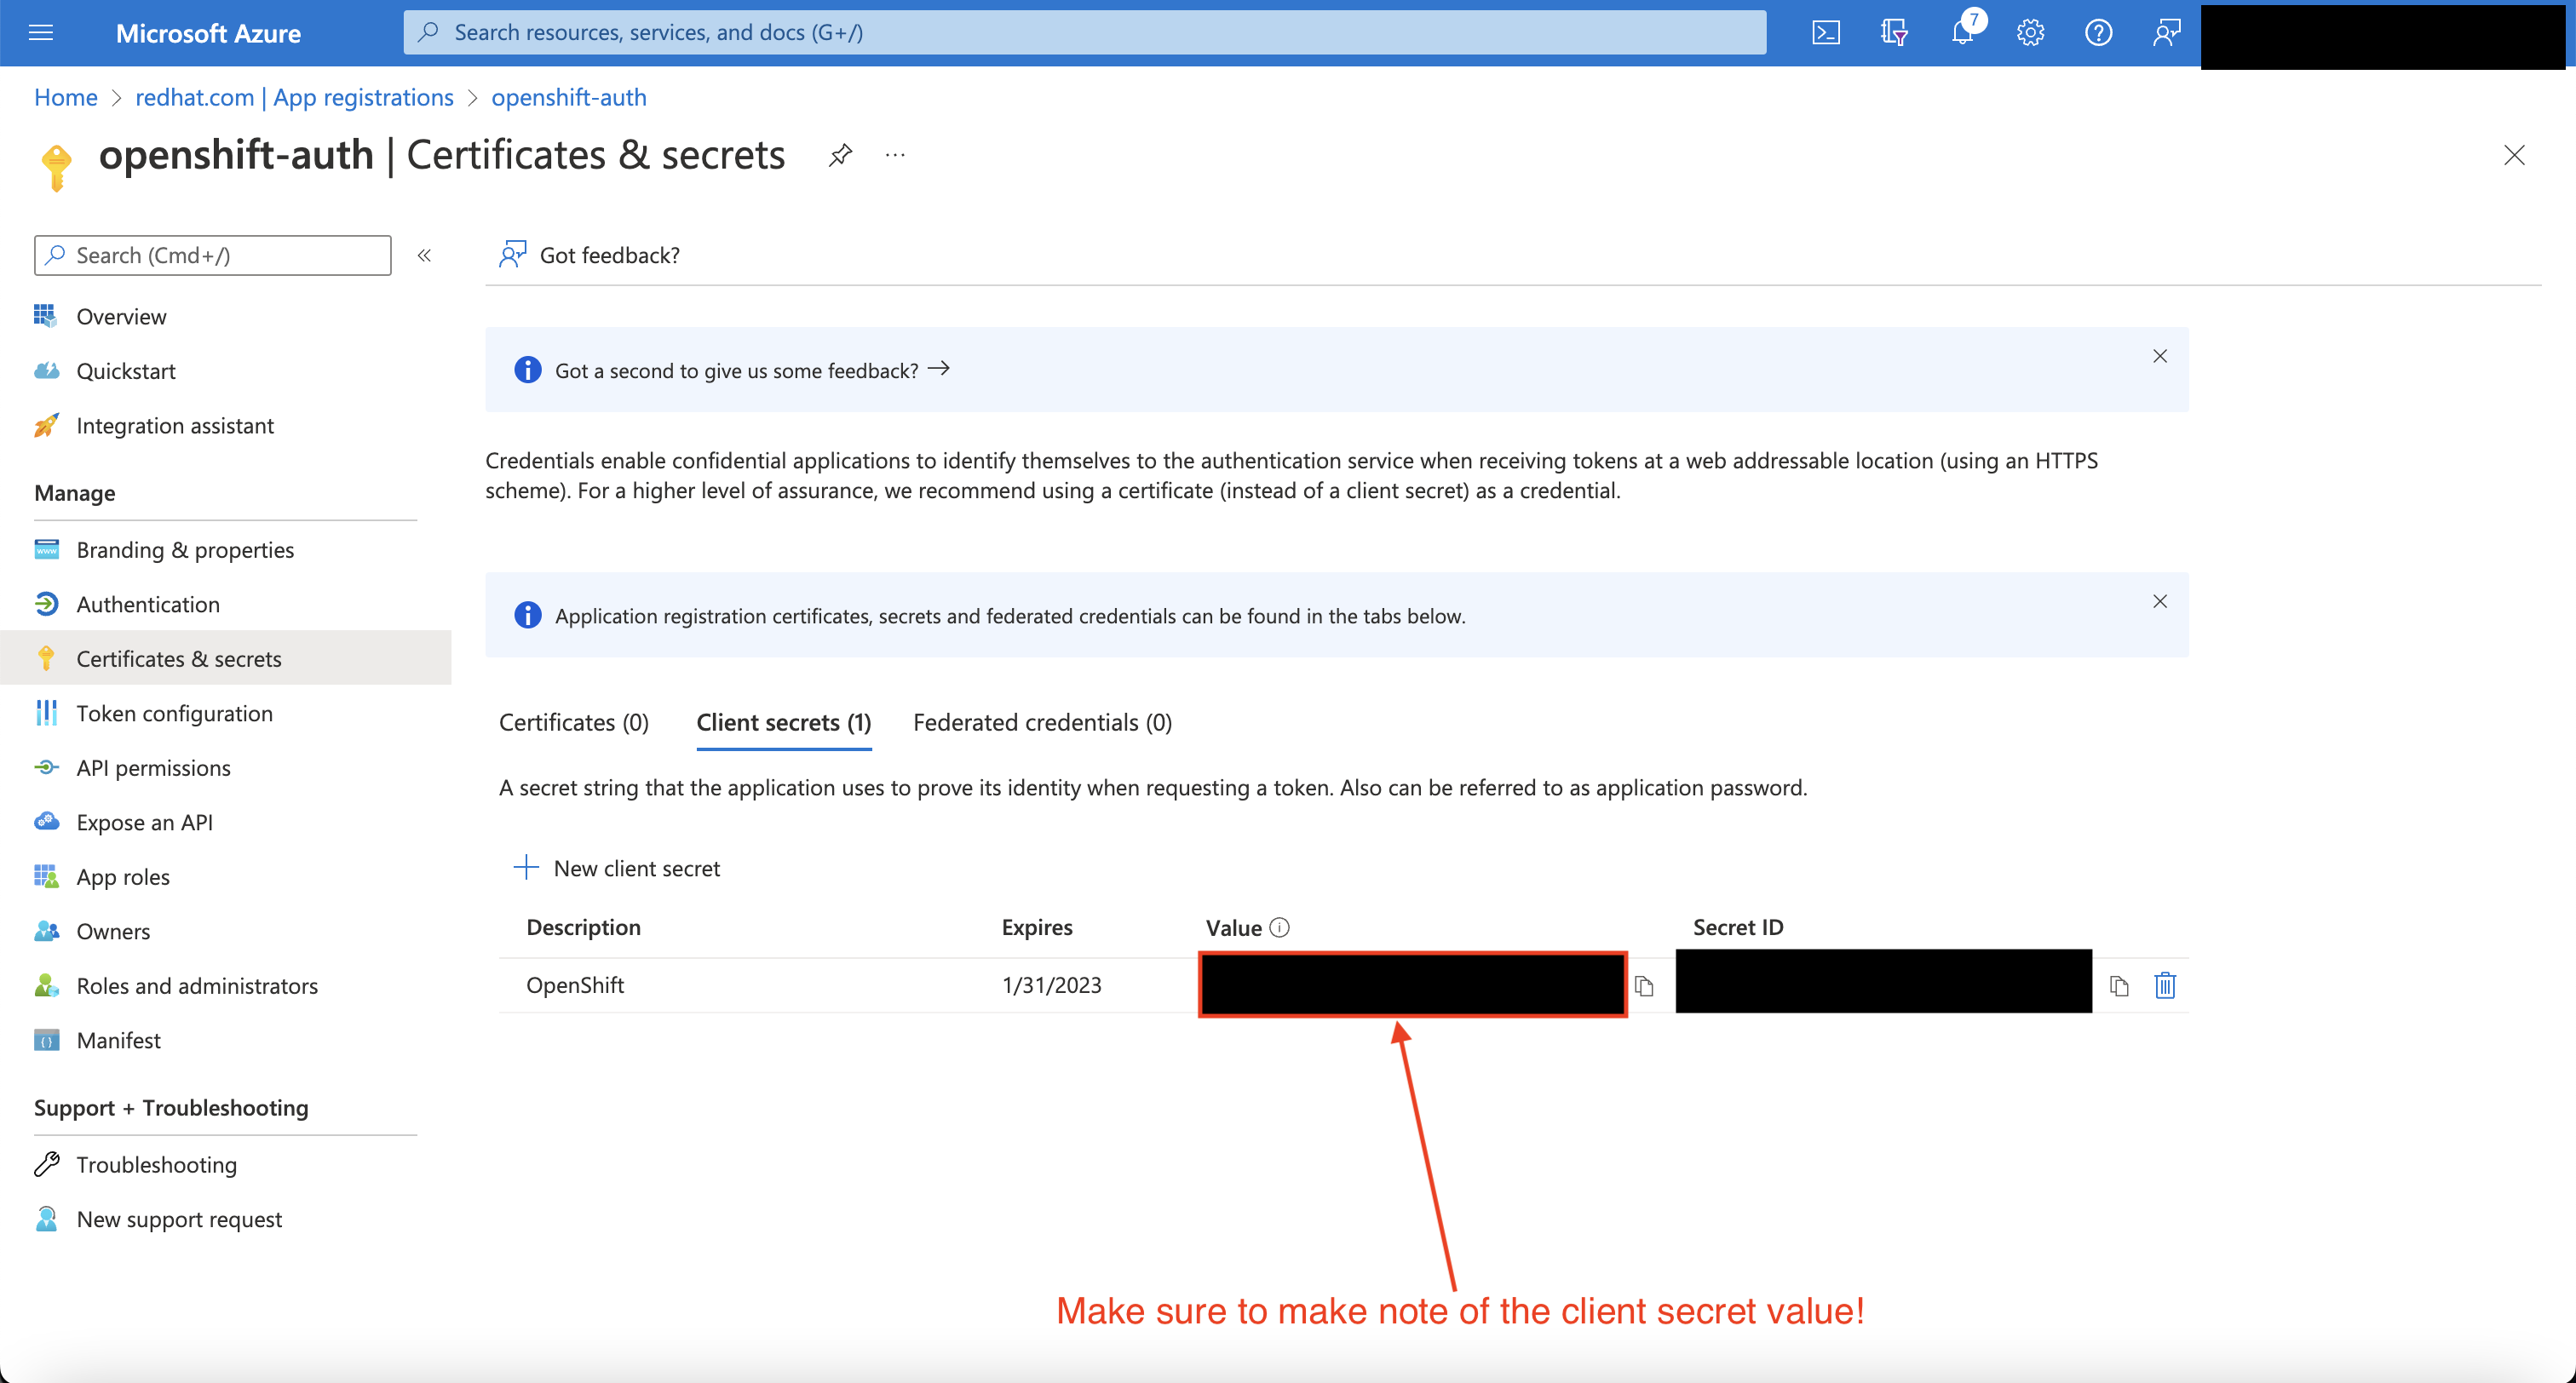 Microsoft Azure
Search resources, services, and docs (G+/)
7
Home > redhat.com | App registrations > openshift-auth
openshift-auth | Certificates & secrets
Search (Cmd+/)
«
Overview
Quickstart
Integration assistant
Manage
Branding & properties
Authentication
Certificates & secrets
Token configuration
API permissions
Expose an API
App roles
Owners
Roles and administrators
Manifest
Support + Troubleshooting
Troubleshooting
New support request
Got feedback?
Got a second to give us some feedback? →
Credentials enable confidential applications to identify themselves to the authentication service when receiving tokens at a web addressable location (using an HTTPS
scheme). For a higher level of assurance, we recommend using a certificate (instead of a client secret) as a credential.
Application registration certificates, secrets and federated credentials can be found in the tabs below.
Certificates (0) Client secrets (1) Federated credentials (0)
A secret string that the application uses to prove its identity when requesting a token. Also can be referred to as application password.
New client secret
Description Expires Value Secret ID
OpenShift 1/31/2023
Make sure to make note of the client secret value!